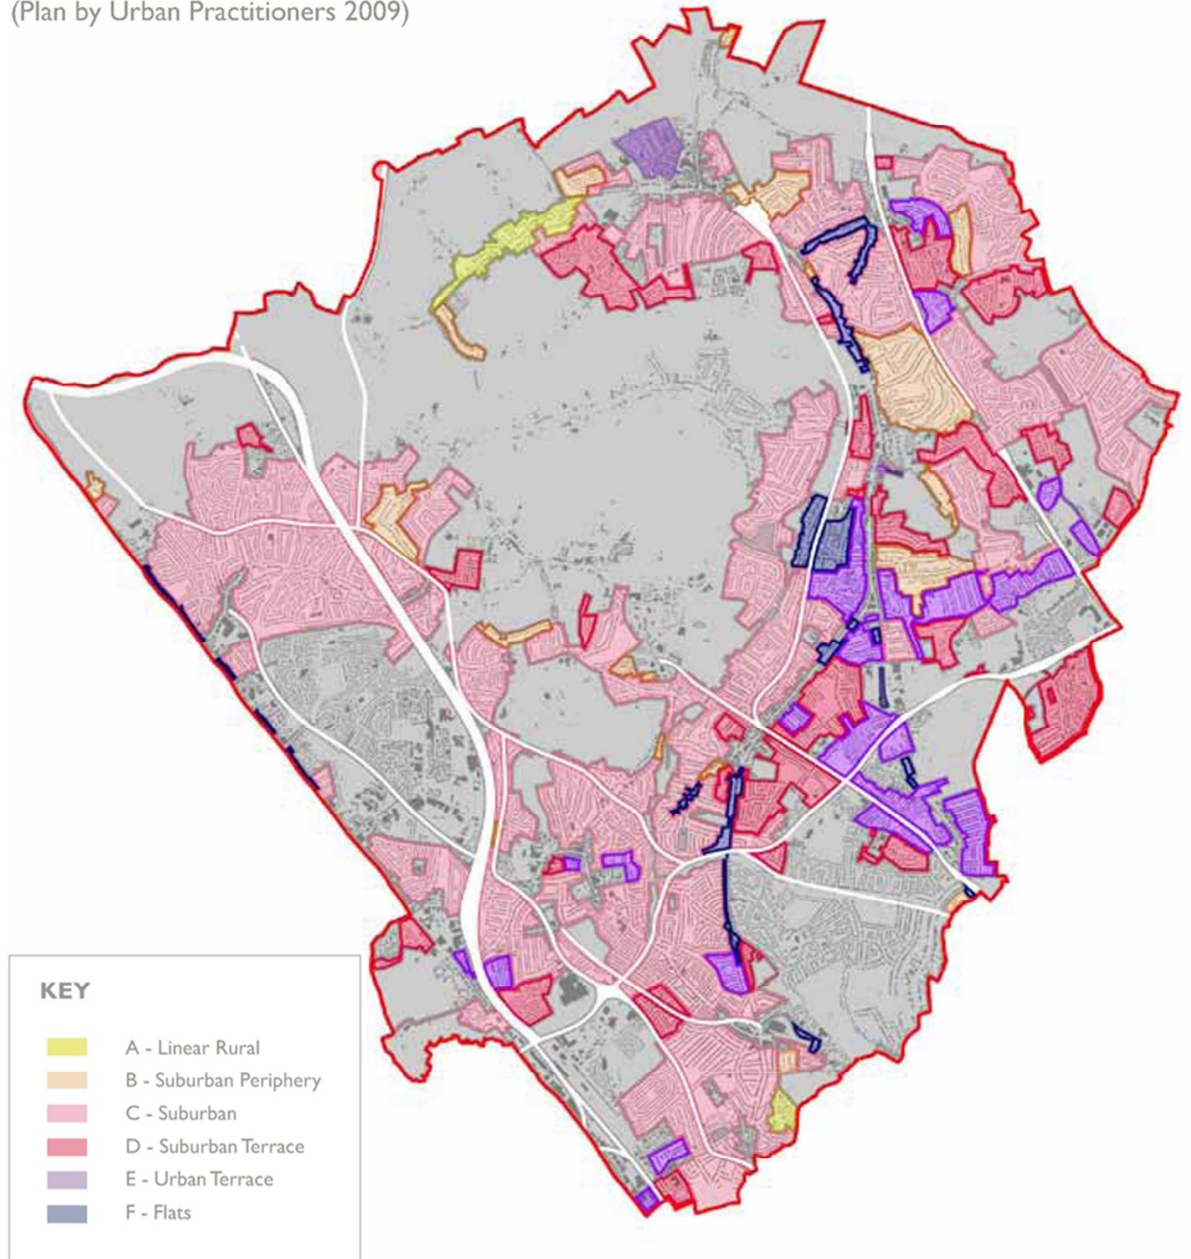 (Plan by Urban Practitioners 2009)
KEY
A - Linear Rural
B - Suburban Periphery
C - Suburban
D - Suburban Terrace
E - Urban Terrace
F - Flats